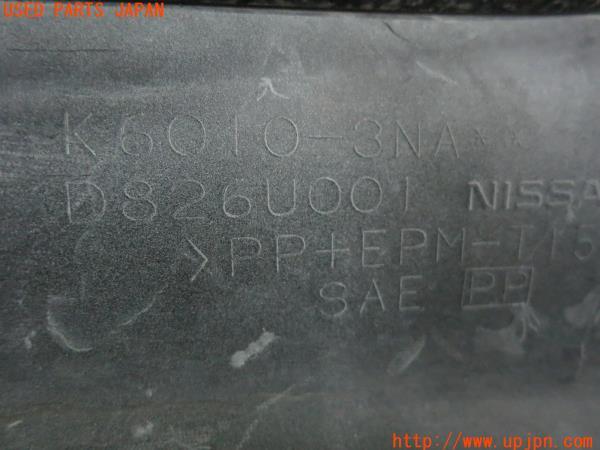 USED PARTS JAPAN
K6010-3NA**
D826U001 NISSA
>PP+EPM-T15
SAE PP
http://www.upjpn.com/